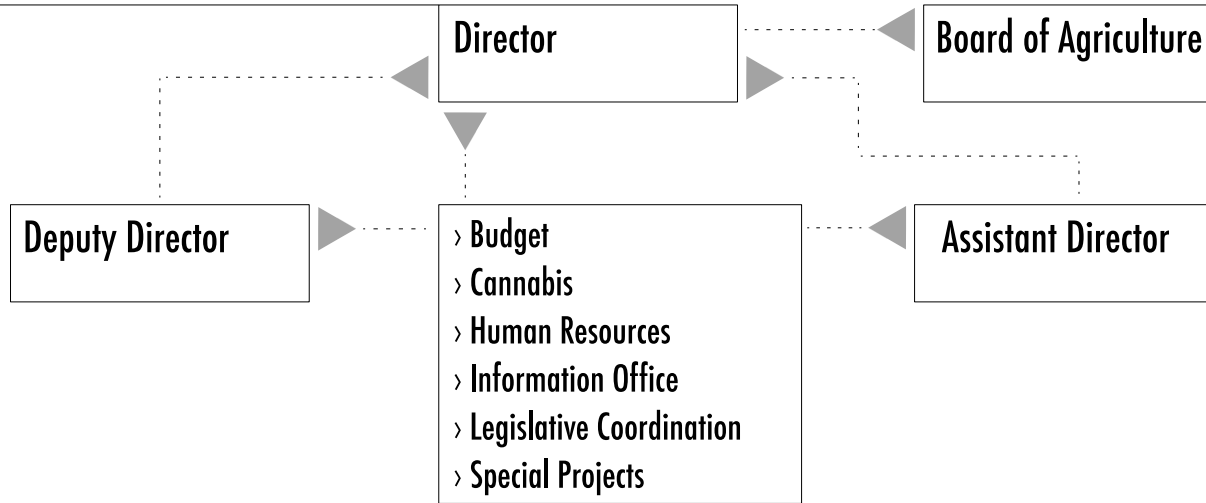 Director
Board of Agriculture
Deputy Director
› Budget
› Cannabis
› Human Resources
› Information Office
› Legislative Coordination
› Special Projects
Assistant Director